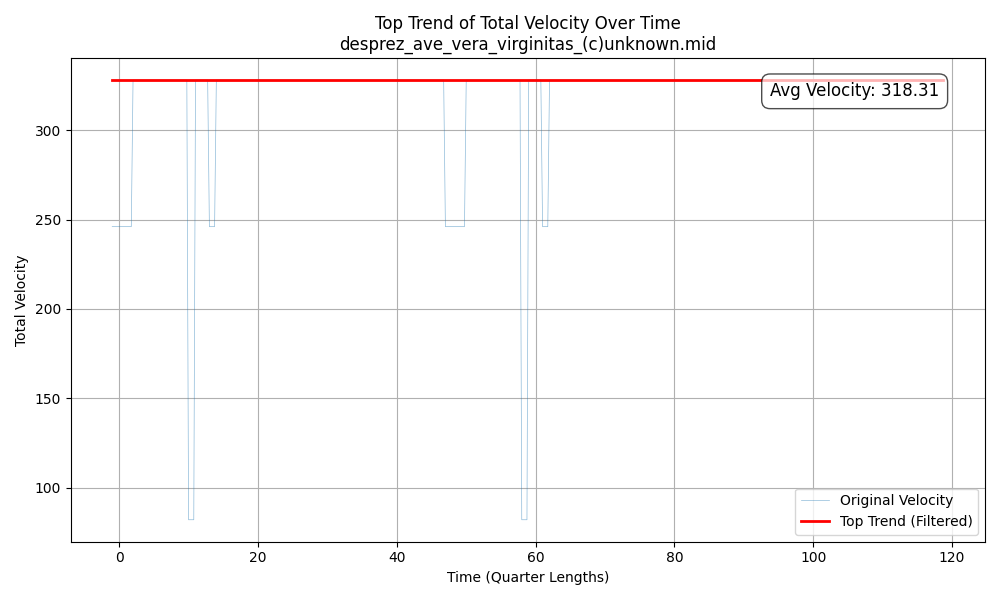 Top Trend of Total Velocity Over Time
desprez_ave_vera_virginitas_(c)unknown.mid
Avg Velocity: 318.31
Total Velocity
300
250
200
150
100
Original Velocity
Top Trend (Filtered)
0 20 40 60 80 100 120
Time (Quarter Lengths)